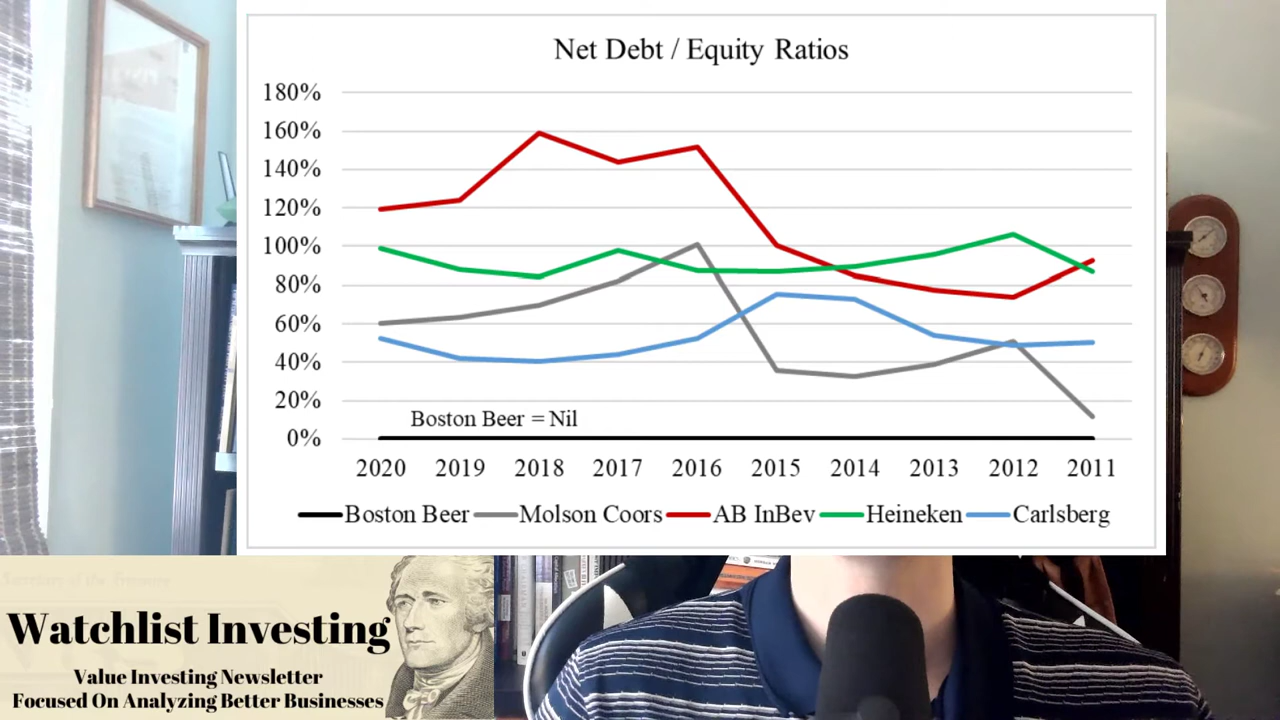 Net Debt / Equity Ratios
180%
160%
140%
120%
100%
80%
60%
40%
20%
0%
Boston Beer = Nil
2020 2019 2018 2017 2016 2015 2014 2013 2012 2011
Boston Beer Molson Coors AB InBev Heineken Carlsberg
Watchlist Investing
Value Investing Newsletter
Focused On Analyzing Better Businesses